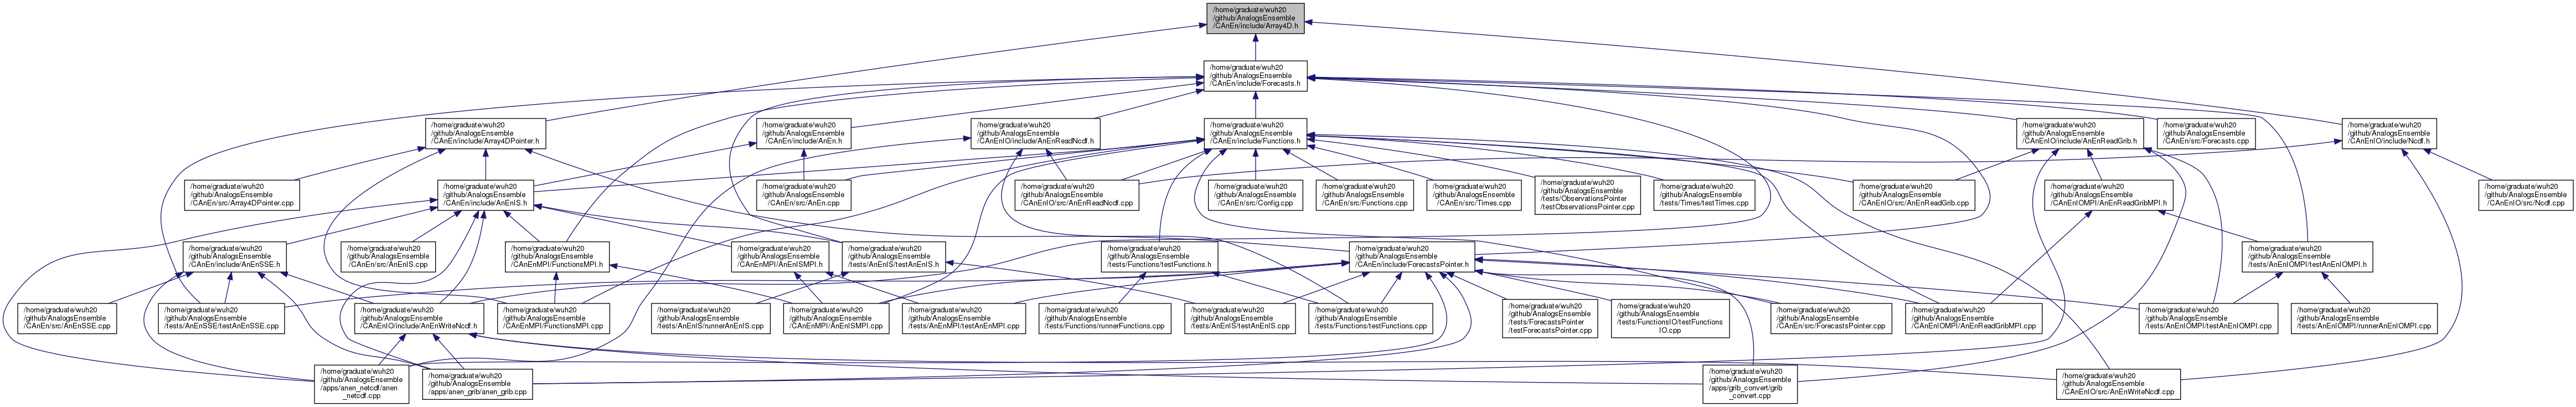 /home/graduate/wuh20
/github/AnalogsEnsemble
/CAnEn/include/Array4D.h
/home/graduate/wuh20
/github/AnalogsEnsemble
/CAnEn/include/Forecasts.h
/home/graduate/wuh20
/github/AnalogsEnsemble
/CAnEn/include/Array4DPointer.h
/home/graduate/wuh20
/github/AnalogsEnsemble
/CAnEn/include/AnEn.h
/home/graduate/wuh20
/github/AnalogsEnsemble
/CAnEnIO/include/AnEnReadNcdf.h
/home/graduate/wuh20
/github/AnalogsEnsemble
/CAnEn/include/Functions.h
/home/graduate/wuh20
/github/AnalogsEnsemble
/CAnEnIO/include/AnEnReadGrib.h
/home/graduate/wuh20
/github/AnalogsEnsemble
/CAnEn/src/Forecasts.cpp
/home/graduate/wuh20
/github/AnalogsEnsemble
/CAnEnIO/include/Ncdf.h
/home/graduate/wuh20
/github/AnalogsEnsemble
/CAnEn/src/Array4DPointer.cpp
/home/graduate/wuh20
/github/AnalogsEnsemble
/CAnEn/include/AnEnIS.h
/home/graduate/wuh20
/github/AnalogsEnsemble
/CAnEn/src/AnEn.cpp
/home/graduate/wuh20
/github/AnalogsEnsemble
/CAnEnIO/src/AnEnReadNcdf.cpp
/home/graduate/wuh20
/github/AnalogsEnsemble
/CAnEn/src/Config.cpp
/home/graduate/wuh20
/github/AnalogsEnsemble
/CAnEn/src/Functions.cpp
/home/graduate/wuh20
/github/AnalogsEnsemble
/CAnEn/src/Times.cpp
/home/graduate/wuh20
/github/AnalogsEnsemble
/tests/ObservationsPointer
/testObservationsPointer.cpp
/home/graduate/wuh20
/github/AnalogsEnsemble
/tests/Times/testTimes.cpp
/home/graduate/wuh20
/github/AnalogsEnsemble
/CAnEnIO/src/AnEnReadGrib.cpp
/home/graduate/wuh20
/github/AnalogsEnsemble
/CAnEnIOMPI/AnEnReadGribMPI.h
/home/graduate/wuh20
/github/AnalogsEnsemble
/CAnEnIO/src/Ncdf.cpp
/home/graduate/wuh20
/github/AnalogsEnsemble
/CAnEn/include/AnEnSSE.h
/home/graduate/wuh20
/github/AnalogsEnsemble
/CAnEn/src/AnEnIS.cpp
/home/graduate/wuh20
/github/AnalogsEnsemble
/CAnEnMPI/FunctionsMPI.h
/home/graduate/wuh20
/github/AnalogsEnsemble
/CAnEnMPI/AnEnISMPI.h
/home/graduate/wuh20
/github/AnalogsEnsemble
/tests/AnEnIS/testAnEnIS.h
/home/graduate/wuh20
/github/AnalogsEnsemble
/tests/Functions/testFunctions.h
/home/graduate/wuh20
/github/AnalogsEnsemble
/CAnEn/include/ForecastsPointer.h
/home/graduate/wuh20
/github/AnalogsEnsemble
/tests/AnEnIOMPI/testAnEnIOMPI.h
/home/graduate/wuh20
/github/AnalogsEnsemble
/CAnEn/src/AnEnSSE.cpp
/home/graduate/wuh20
/github/AnalogsEnsemble
/tests/AnEnSSE/testAnEnSSE.cpp
/home/graduate/wuh20
/github/AnalogsEnsemble
/CAnEnIO/include/AnEnWriteNcdf.h
/home/graduate/wuh20
/github/AnalogsEnsemble
/CAnEnMPI/FunctionsMPI.cpp
/home/graduate/wuh20
/github/AnalogsEnsemble
/tests/AnEnIS/runnerAnEnIS.cpp
/home/graduate/wuh20
/github/AnalogsEnsemble
/CAnEnMPI/AnEnISMPI.cpp
/home/graduate/wuh20
/github/AnalogsEnsemble
/tests/AnEnMPI/testAnEnMPI.cpp
/home/graduate/wuh20
/github/AnalogsEnsemble
/tests/Functions/runnerFunctions.cpp
/home/graduate/wuh20
/github/AnalogsEnsemble
/tests/AnEnIS/testAnEnIS.cpp
/home/graduate/wuh20
/github/AnalogsEnsemble
/tests/Functions/testFunctions.cpp
/home/graduate/wuh20
/github/AnalogsEnsemble
/tests/ForecastsPointer
/testForecastsPointer.cpp
/home/graduate/wuh20
/github/AnalogsEnsemble
/tests/FunctionsIO/testFunctions
IO.cpp
/home/graduate/wuh20
/github/AnalogsEnsemble
/CAnEn/src/ForecastsPointer.cpp
/home/graduate/wuh20
/github/AnalogsEnsemble
/CAnEnIOMPI/AnEnReadGribMPI.cpp
/home/graduate/wuh20
/github/AnalogsEnsemble
/tests/AnEnIOMPI/testAnEnIOMPI.cpp
/home/graduate/wuh20
/github/AnalogsEnsemble
/tests/AnEnIOMPI/runnerAnEnIOMPI.cpp
/home/graduate/wuh20
/github/AnalogsEnsemble
/apps/anen_netcdf/anen
_netcdf.cpp
/home/graduate/wuh20
/github/AnalogsEnsemble
/apps/anen_grib/anen_grib.cpp
/home/graduate/wuh20
/github/AnalogsEnsemble
/apps/grib_convert/grib
_convert.cpp
/home/graduate/wuh20
/github/AnalogsEnsemble
/CAnEnIO/src/AnEnWriteNcdf.cpp